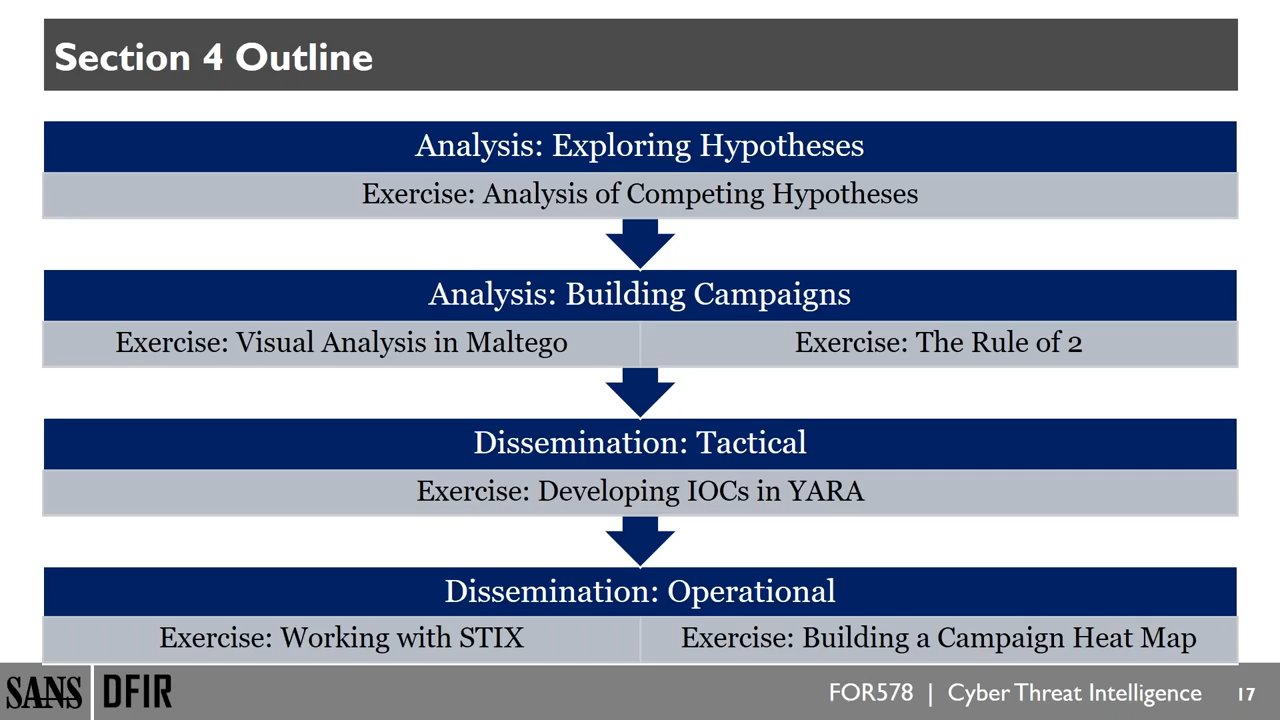 Section 4 Outline
Analysis: Exploring Hypotheses
Exercise: Analysis of Competing Hypotheses
Analysis: Building Campaigns
Exercise: Visual Analysis in Maltego
Exercise: The Rule of 2
Dissemination: Tactical
Exercise: Developing IOCs in YARA
Dissemination: Operational
Exercise: Working with STIX
Exercise: Building a Campaign Heat Map
SANS DFIR
FOR578 | Cyber Threat Intelligence 17